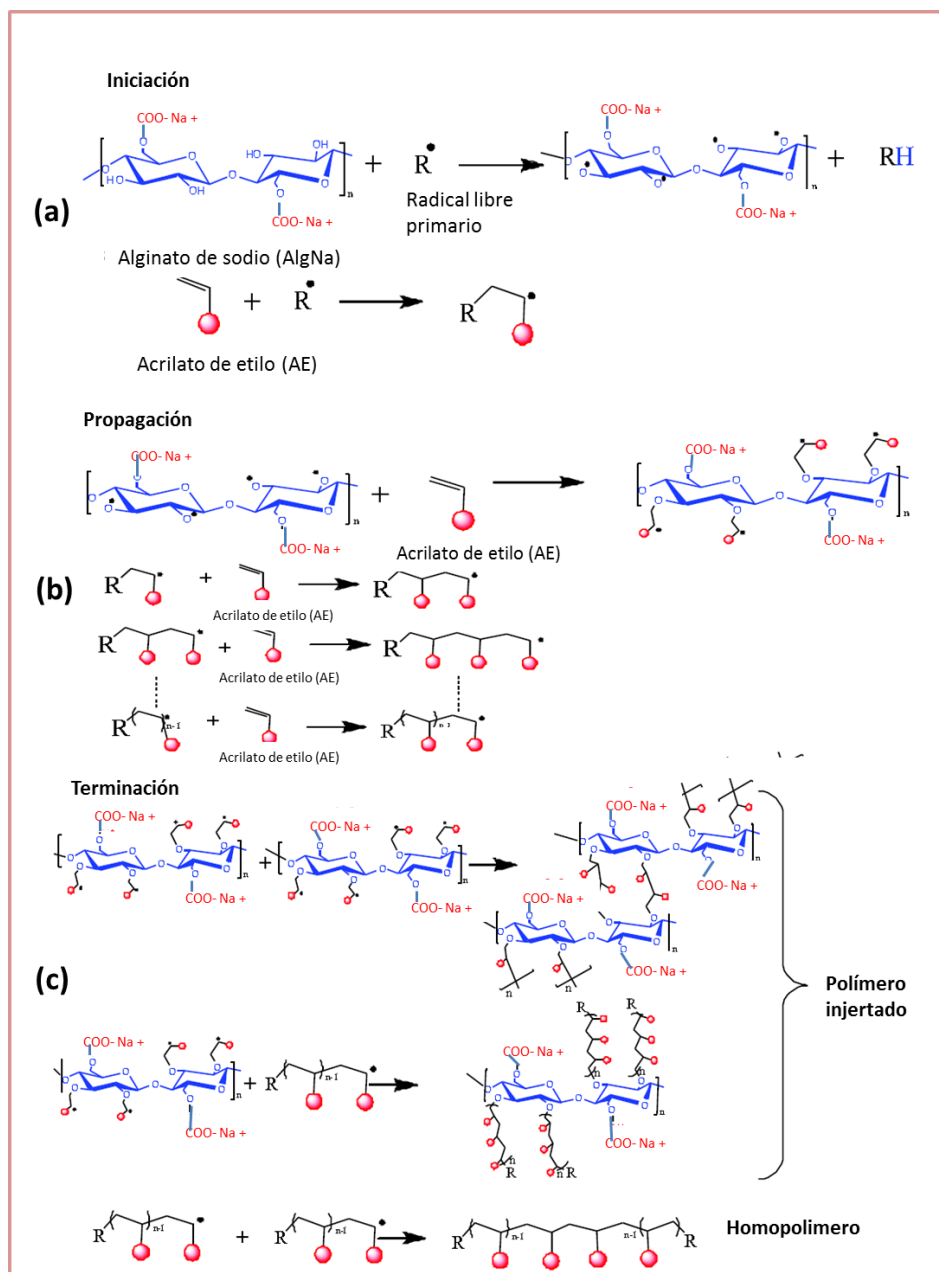 Iniciación
COO- Na +
O
O
HO
OH
O
O
HO
OH
O
O
COO- Na +
n
+
R
Radical libre
primario
COO- Na +
O
O
O
O
O
O
O
O
O
O
COO- Na +
n
+
RH
(a)
Alginato de sodio (AlgNa)
+
R
R
Acrilato de etilo (AE)
Propagación
COO- Na +
COO- Na +
n
+
Acrilato de etilo (AE)
COO- Na +
COO- Na +
n
(b)
R
+
Acrilato de etilo (AE)
R
R
+
Acrilato de etilo (AE)
R
R
n-1
+
Acrilato de etilo (AE)
R
n-1
Terminación
COO- Na +
COO- Na +
n
+
COO- Na +
COO- Na +
n
COO- Na +
COO- Na +
n
COO- Na +
COO- Na +
n
n
n
(c)
Polímero
injertado
COO- Na +
COO- Na +
n
+
R
n-1
R
R
COO- Na +
n
n
COO- Na +
n
n
R
n
R
R
n-1
+
R
n-1
R
n-1
R
Homopolimero